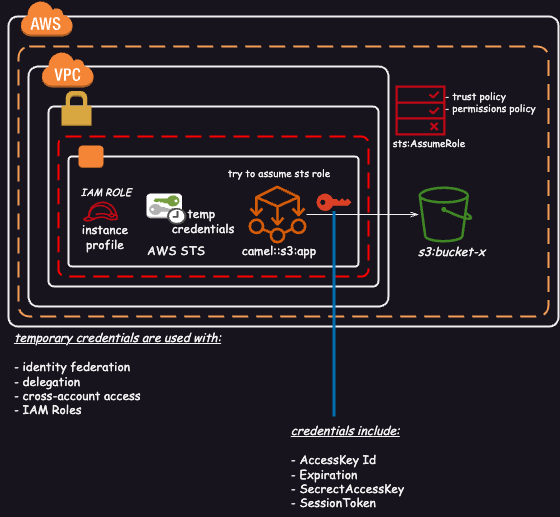 AWS
VPC
- trust policy
- permissions policy
sts:AssumeRole
try to assume sts role
IAM ROLE
instance
profile
temp
credentials
AWS STS
camel::s3:app
s3:bucket-x
temporary credentials are used with:
- identity federation
- delegation
- cross-account access
- IAM Roles
credentials include:
- AccessKey Id
- Expiration
- SecrectAccessKey
- SessionToken